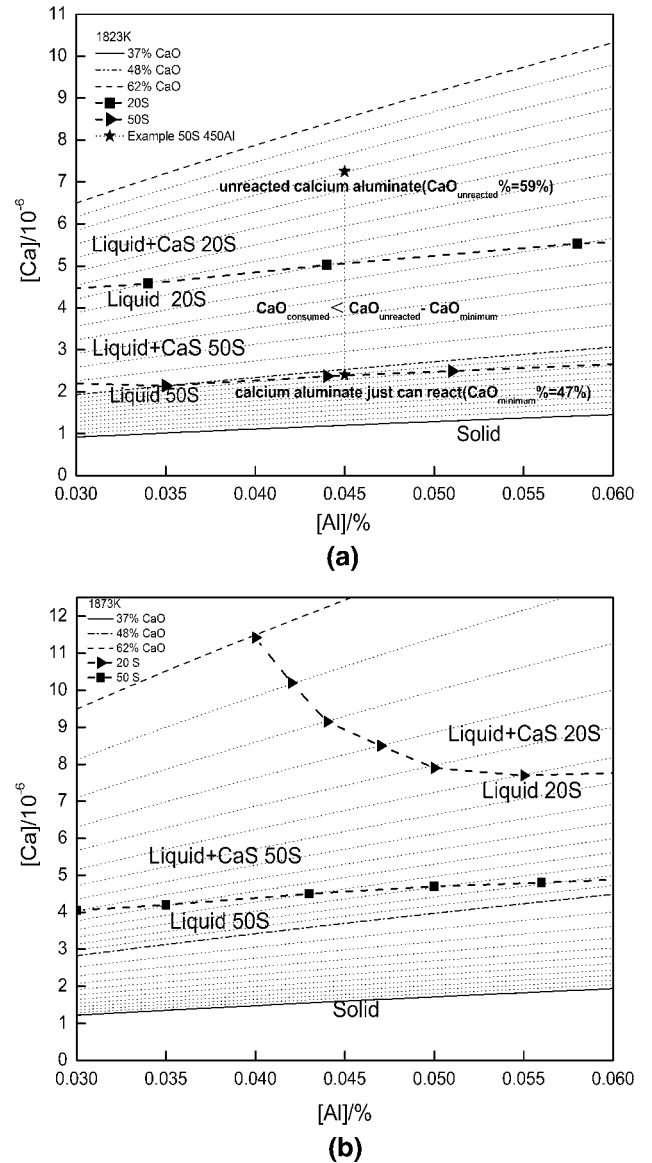 11
10
9
8
7
6
5
4
3
2
1
0
[Ca]/10⁻⁶
1823K
37% CaO
48% CaO
62% CaO
20S
50S
Example 50S 450Al
unreacted calcium aluminate(CaO_unreacted%=59%)
Liquid+CaS 20S
Liquid 20S
CaO_consumed < CaO_unreacted - CaO_minimum
Liquid+CaS 50S
Liquid 50S
calcium aluminate just can react(CaO_minimum%=47%)
Solid
0.030 0.035 0.040 0.045 0.050 0.055 0.060
[Al]/%
(a)
12
11
10
9
8
7
6
5
4
3
2
1
0
[Ca]/10⁻⁶
1873K
37% CaO
48% CaO
62% CaO
20 S
50 S
Liquid+CaS 20S
Liquid 20S
Liquid+CaS 50S
Liquid 50S
Solid
0.030 0.035 0.040 0.045 0.050 0.055 0.060
[Al]/%
(b)